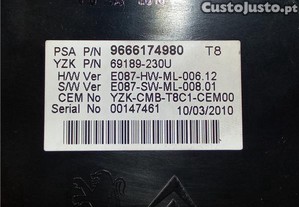 CustoJusto.pt
PSA P/N 9666174980 T8
YZK P/N 69189-230U
H/W Ver E087-HW-ML-006.12
S/W Ver E087-SW-ML-008.01
CEM No YZK-CMB-T8C1-CEM00
Serial No 00147461 10/03/2010